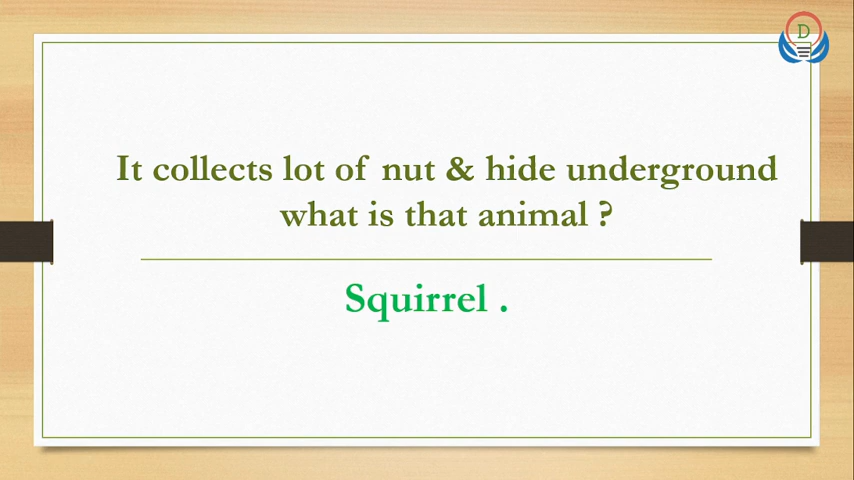 D
It collects lot of nut & hide underground
what is that animal ?
Squirrel .